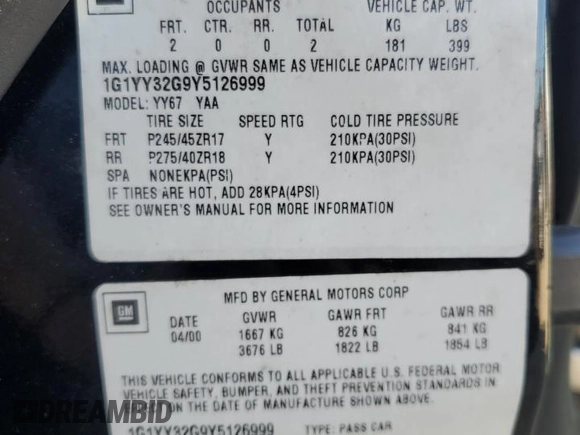 OCCUPANTS VEHICLE CAP. WT.
FRT. CTR. RR. TOTAL KG LBS
2 0 0 2 181 399
MAX. LOADING @ GVWR SAME AS VEHICLE CAPACITY WEIGHT.
1G1YY32G9Y5126999
MODEL: YY67 YAA
TIRE SIZE SPEED RTG COLD TIRE PRESSURE
FRT P245/45ZR17 Y 210KPA(30PSI)
RR P275/40ZR18 Y 210KPA(30PSI)
SPA NONEKPA(PSI)
IF TIRES ARE HOT, ADD 28KPA(4PSI)
SEE OWNER'S MANUAL FOR MORE INFORMATION
GM
MFD BY GENERAL MOTORS CORP
DATE GVWR GAWR FRT GAWR RR
04/00 1667 KG 826 KG 841 KG
3676 LB 1822 LB 1854 LB
THIS VEHICLE CONFORMS TO ALL APPLICABLE U.S. FEDERAL MOTOR
VEHICLE SAFETY, BUMPER, AND THEFT PREVENTION STANDARDS IN
ON THE DATE OF MANUFACTURE SHOWN ABOVE.
1G1YY32G9Y5126999 TYPE: PASS CAR
DREAMBID